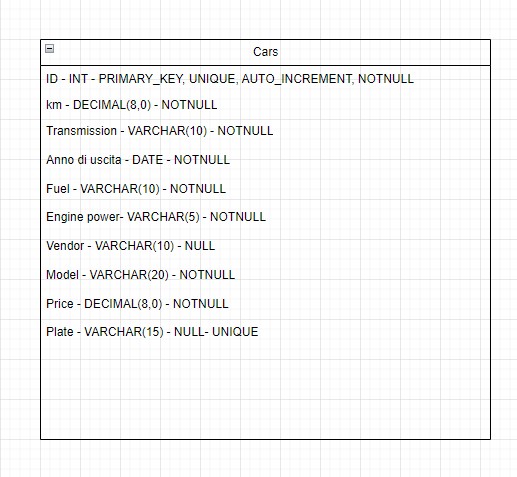 Cars
ID - INT - PRIMARY_KEY, UNIQUE, AUTO_INCREMENT, NOTNULL
km - DECIMAL(8,0) - NOTNULL
Transmission - VARCHAR(10) - NOTNULL
Anno di uscita - DATE - NOTNULL
Fuel - VARCHAR(10) - NOTNULL
Engine power- VARCHAR(5) - NOTNULL
Vendor - VARCHAR(10) - NULL
Model - VARCHAR(20) - NOTNULL
Price - DECIMAL(8,0) - NOTNULL
Plate - VARCHAR(15) - NULL- UNIQUE